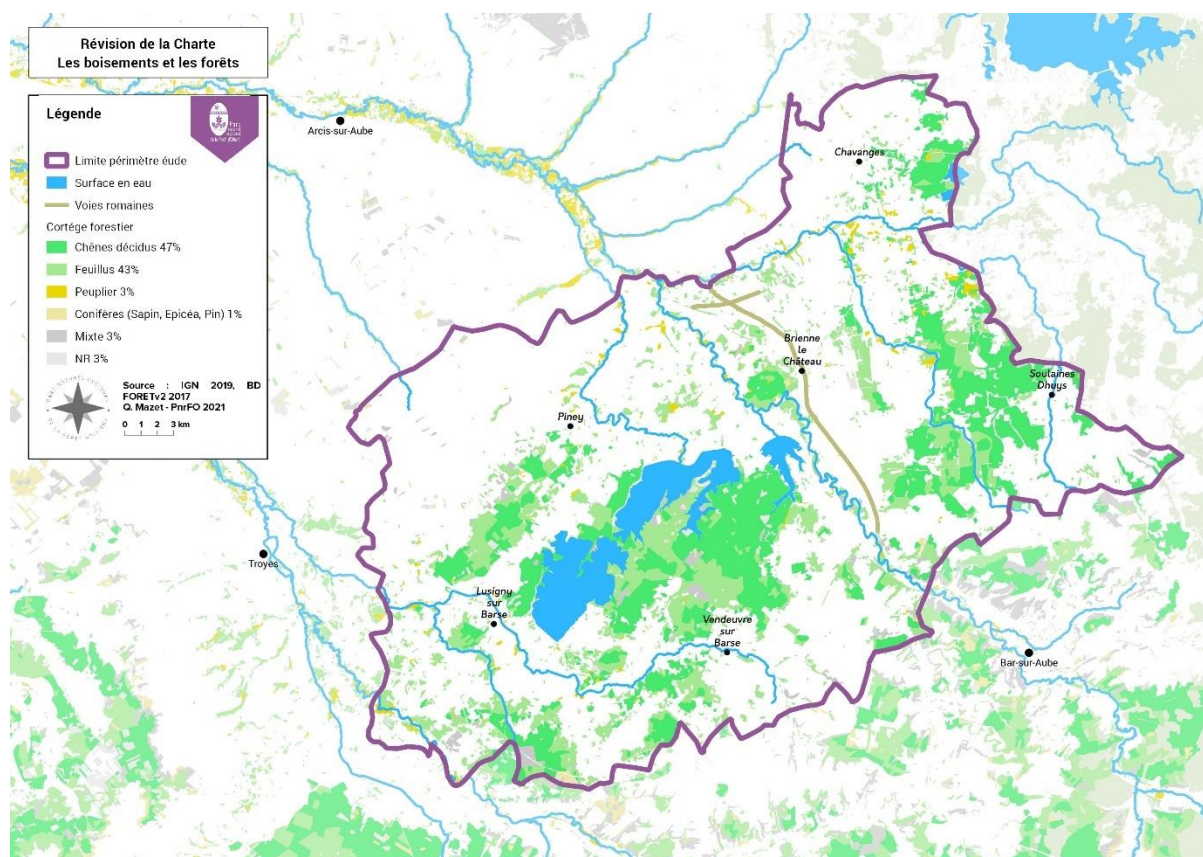 Révision de la Charte
Les boisements et les forêts
Légende
Parc
Limite périmètre éude
Surface en eau
Voies romaines
Cortége forestier
Chênes décidus 47%
Feuillus 43%
Peuplier 3%
Conifères (Sapin, Epicéa, Pin) 1%
Mixte 3%
NR 3%
Source : IGN 2019, BD
FORETv2 2017
Q. Mazet - PnrFO 2021
0 1 2 3 km
Arcis-sur-Aube
Chavanges
Brienne
le
Château
Soulaines
Dhuys
Piney
Troyes
Lusigny
sur
Barse
Vendeuvre
sur
Barse
Bar-sur-Aube